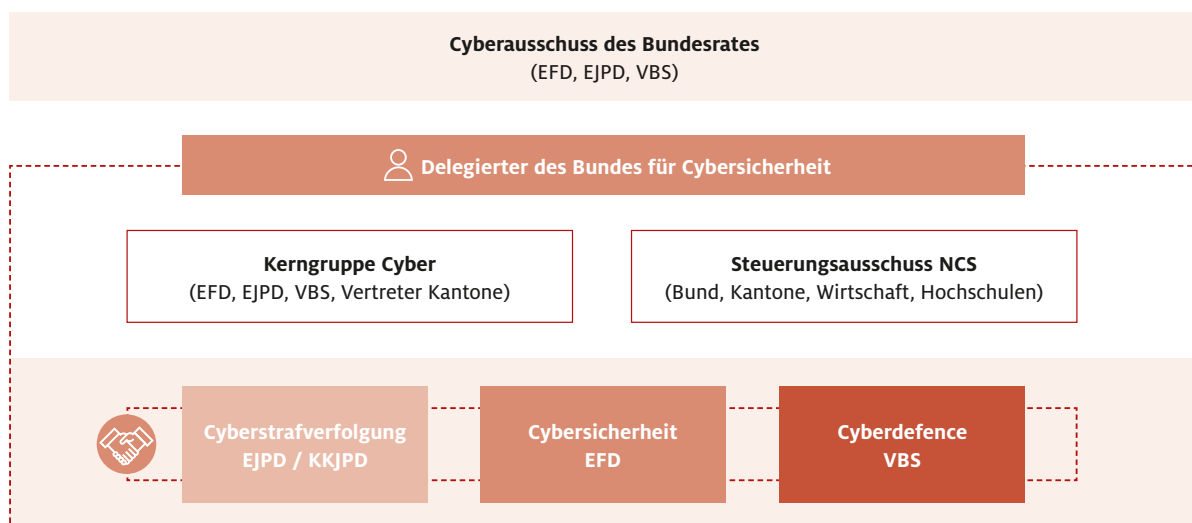 Cyberausschuss des Bundesrates
(EFD, EJPD, VBS)
Delegierter des Bundes für Cybersicherheit
Kerngruppe Cyber
(EFD, EJPD, VBS, Vertreter Kantone)
Steuerungsausschuss NCS
(Bund, Kantone, Wirtschaft, Hochschulen)
Cyberstrafverfolgung
EJPD / KKJPD
Cybersicherheit
EFD
Cyberdefence
VBS